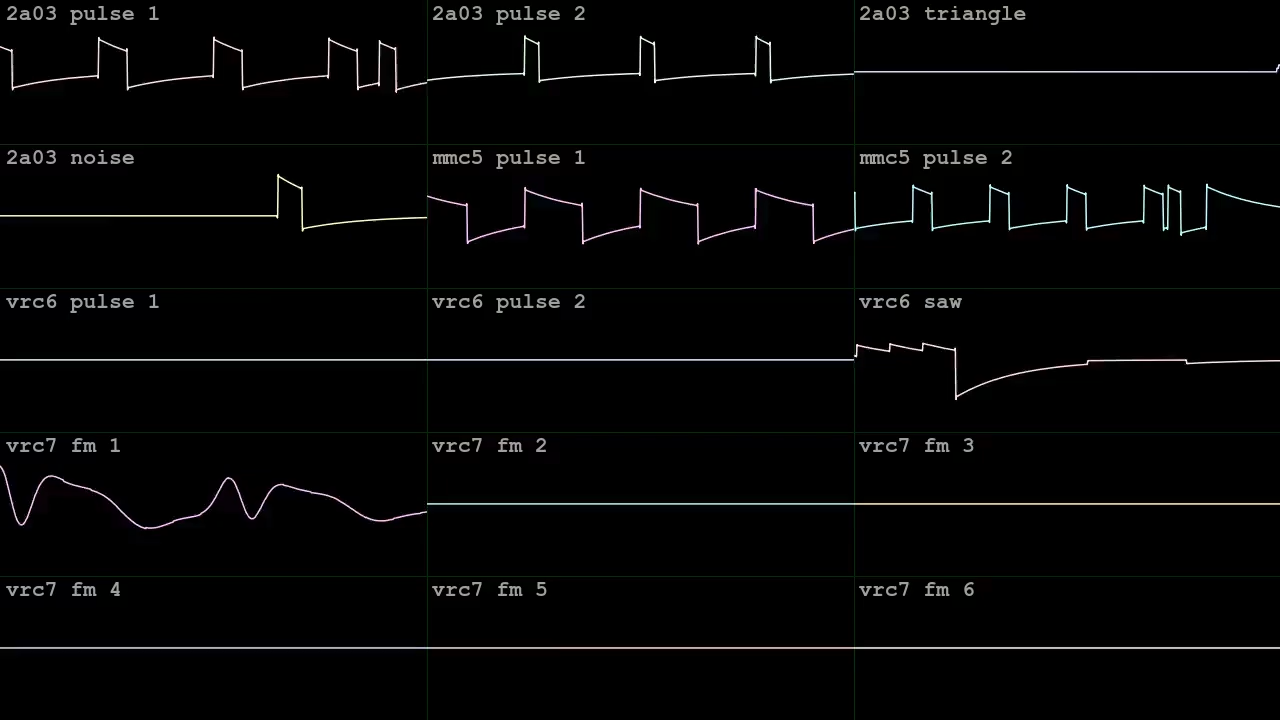 2a03 pulse 1
2a03 pulse 2
2a03 triangle
2a03 noise
mmc5 pulse 1
mmc5 pulse 2
vrc6 pulse 1
vrc6 pulse 2
vrc6 saw
vrc7 fm 1
vrc7 fm 2
vrc7 fm 3
vrc7 fm 4
vrc7 fm 5
vrc7 fm 6